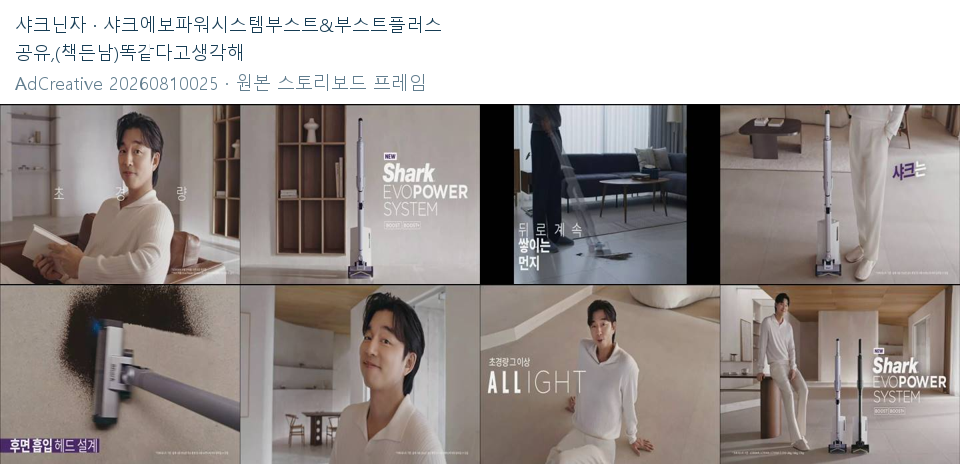 샤크닌자 · 샤크에보파워시스템부스트&부스트플러스
공유,(책든남)똑같다고생각해
AdCreative 20260810025 · 원본 스토리보드 프레임
초 경 량
NEW
Shark
EVOPOWER
SYSTEM
뒤로계속
쌓이는
먼지
샤크는
후면 흡입 헤드 설계
초경량 그 이상
ALLIGHT
NEW
Shark
EVOPOWER
SYSTEM